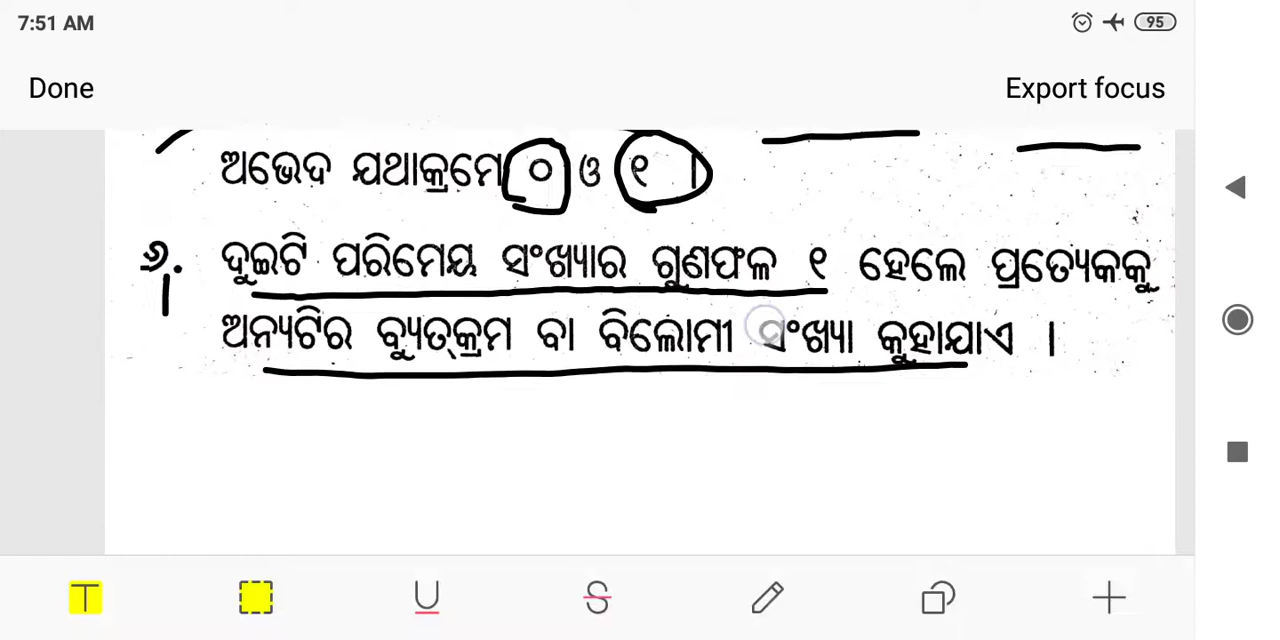 7:51 AM
95
Done
Export focus
ଅଭେଦ ଯଥାକ୍ରମେ ୦ ଓ ୧ ।
୬. ଦୁଇଟି ପରିମେୟ ସଂଖ୍ୟାର ଗୁଣଫଳ ୧ ହେଲେ ପ୍ରତ୍ୟେକକୁ
ଅନ୍ୟଟିର ବ୍ୟୁତ୍କ୍ରମ ବା ବିଲୋମୀ ସଂଖ୍ୟା କୁହାଯାଏ ।